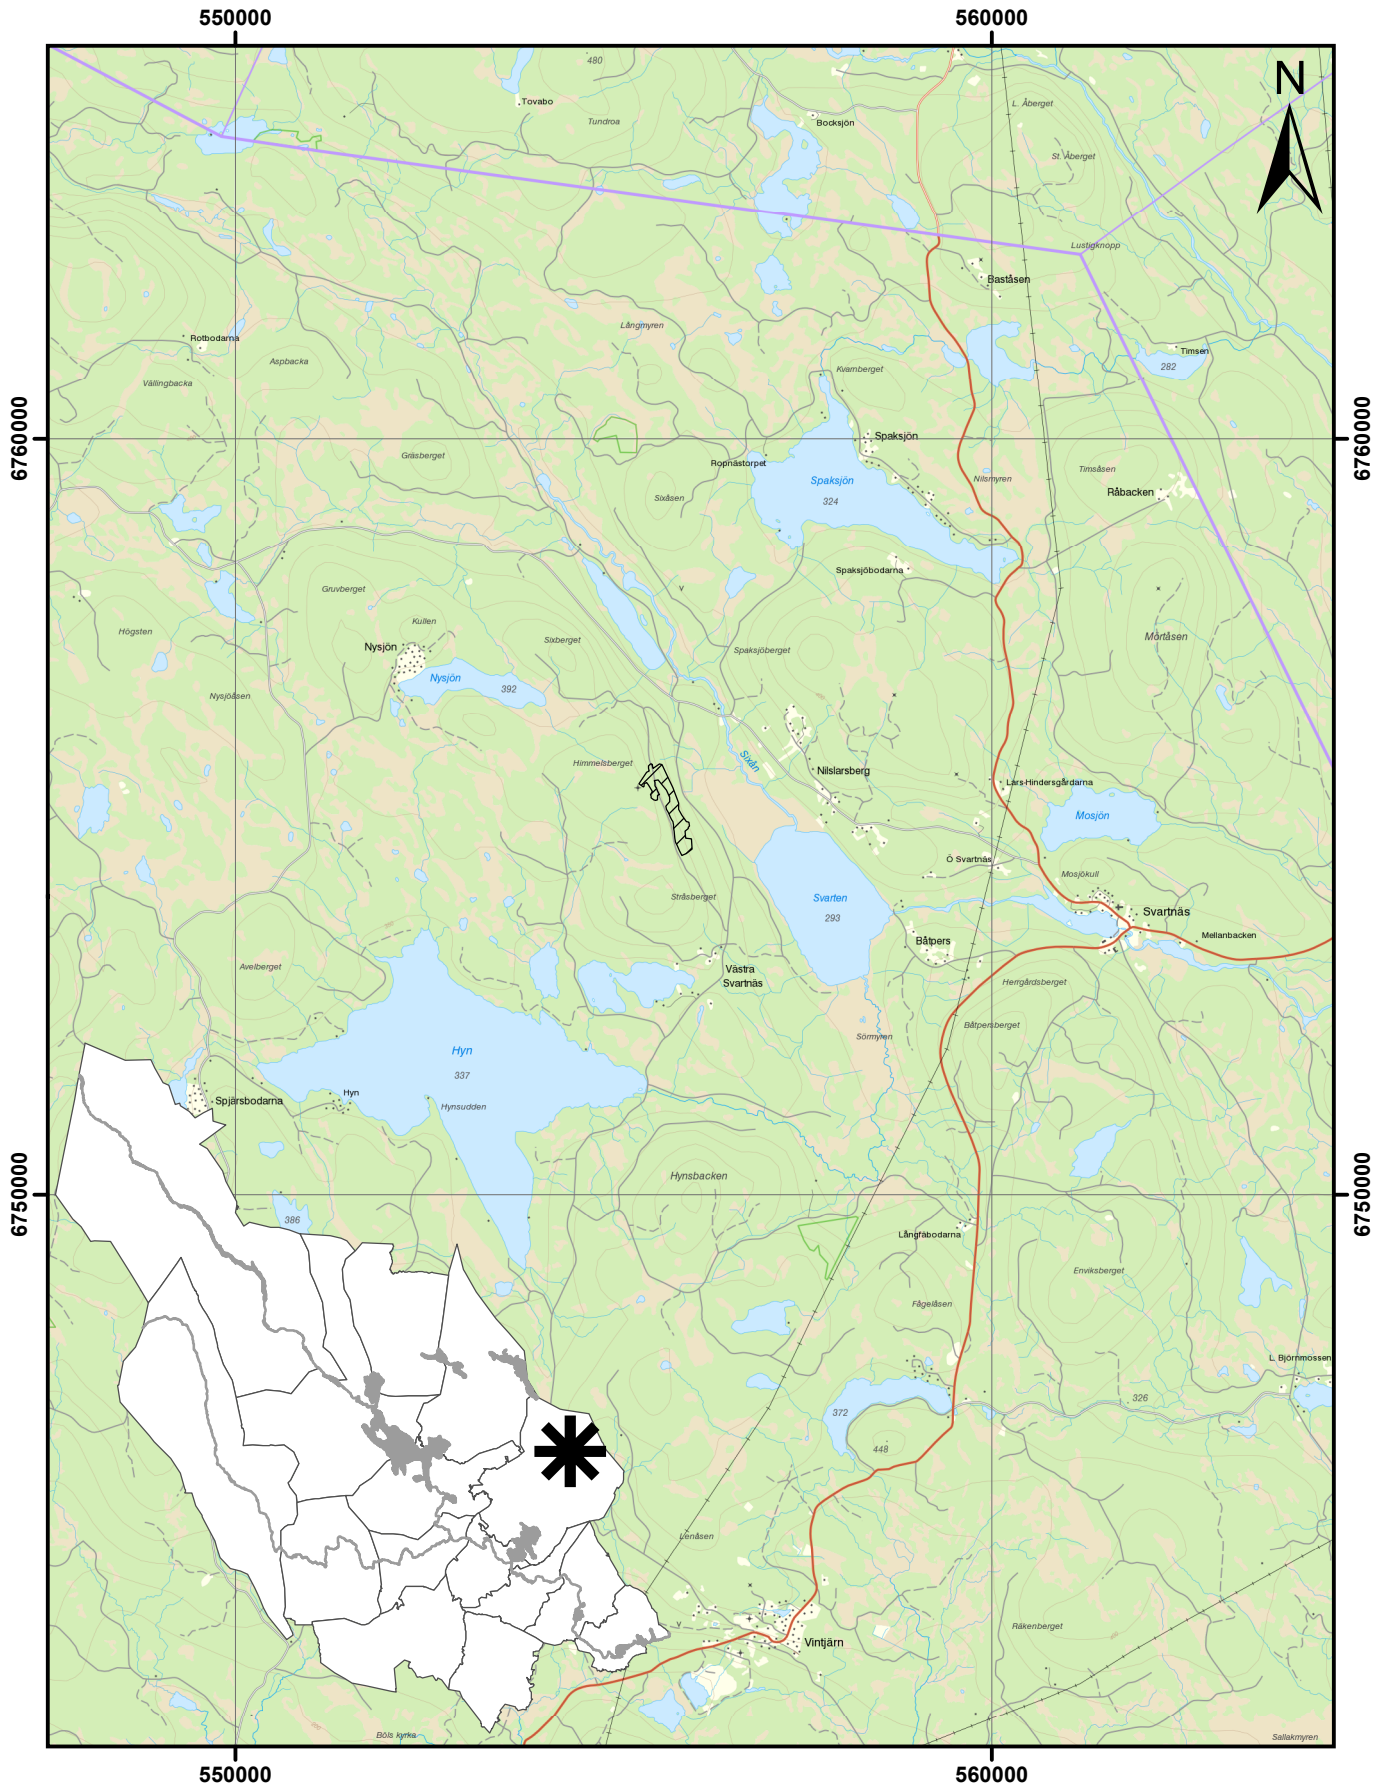 550000
560000
480
Tovabo
Tundroa
Bocksjön
L. Åberget
N
St. Åberget
Lustigknopp
Baståsen
Långmyren
Rotbodarna
Aspbacka
Vällingbacka
Kvarnberget
Timsen
282
6760000
6760000
Gräsberget
Spaksjön
Ropnästorpet
Timsåsen
Spaksjön
Nilsmyren
Råbacken
Sixåsen
324
Spaksjöbodarna
Gruvberget
Kullen
Högsten
Sixberget
Mörtåsen
Nysjön
Spaksjöberget
Nysjön
392
Nysjöåsen
Himmelsberget
Sixån
Nilslarsberg
Lars-Hindersgårdarna
Mosjön
Ö Svartnäs
Mosjökull
Stråsberget
Svarten
Svartnäs
293
Mellanbacken
Båtpers
Avelberget
Västra
Svartnäs
Herrgårdsberget
Båtpersberget
Sörmyren
Hyn
337
Hyn
Spjärsbodarna
Hynsudden
Hynsbacken
6750000
6750000
386
Långfäbodarna
Enviksberget
Fågelåsen
L. Björnmossen
326
372
448
Lenåsen
Räkenberget
Vintjärn
Böls kyrka
Sallakmyren
550000
560000